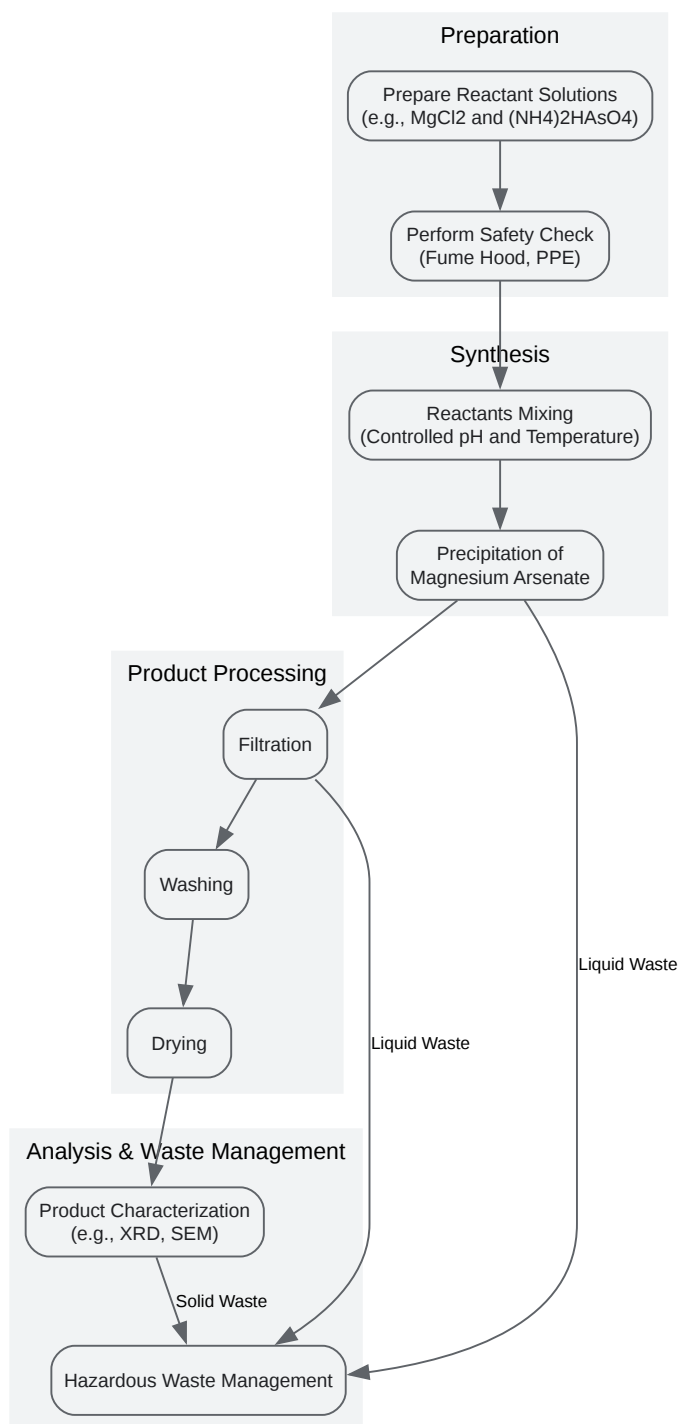 Preparation
Prepare Reactant Solutions
(e.g., MgCl2 and (NH4)2HAsO4)
Perform Safety Check
(Fume Hood, PPE)
Synthesis
Reactants Mixing
(Controlled pH and Temperature)
Precipitation of
Magnesium Arsenate
Product Processing
Filtration
Washing
Liquid Waste
Drying
Liquid Waste
Analysis & Waste Management
Product Characterization
(e.g., XRD, SEM)
Solid Waste
Hazardous Waste Management